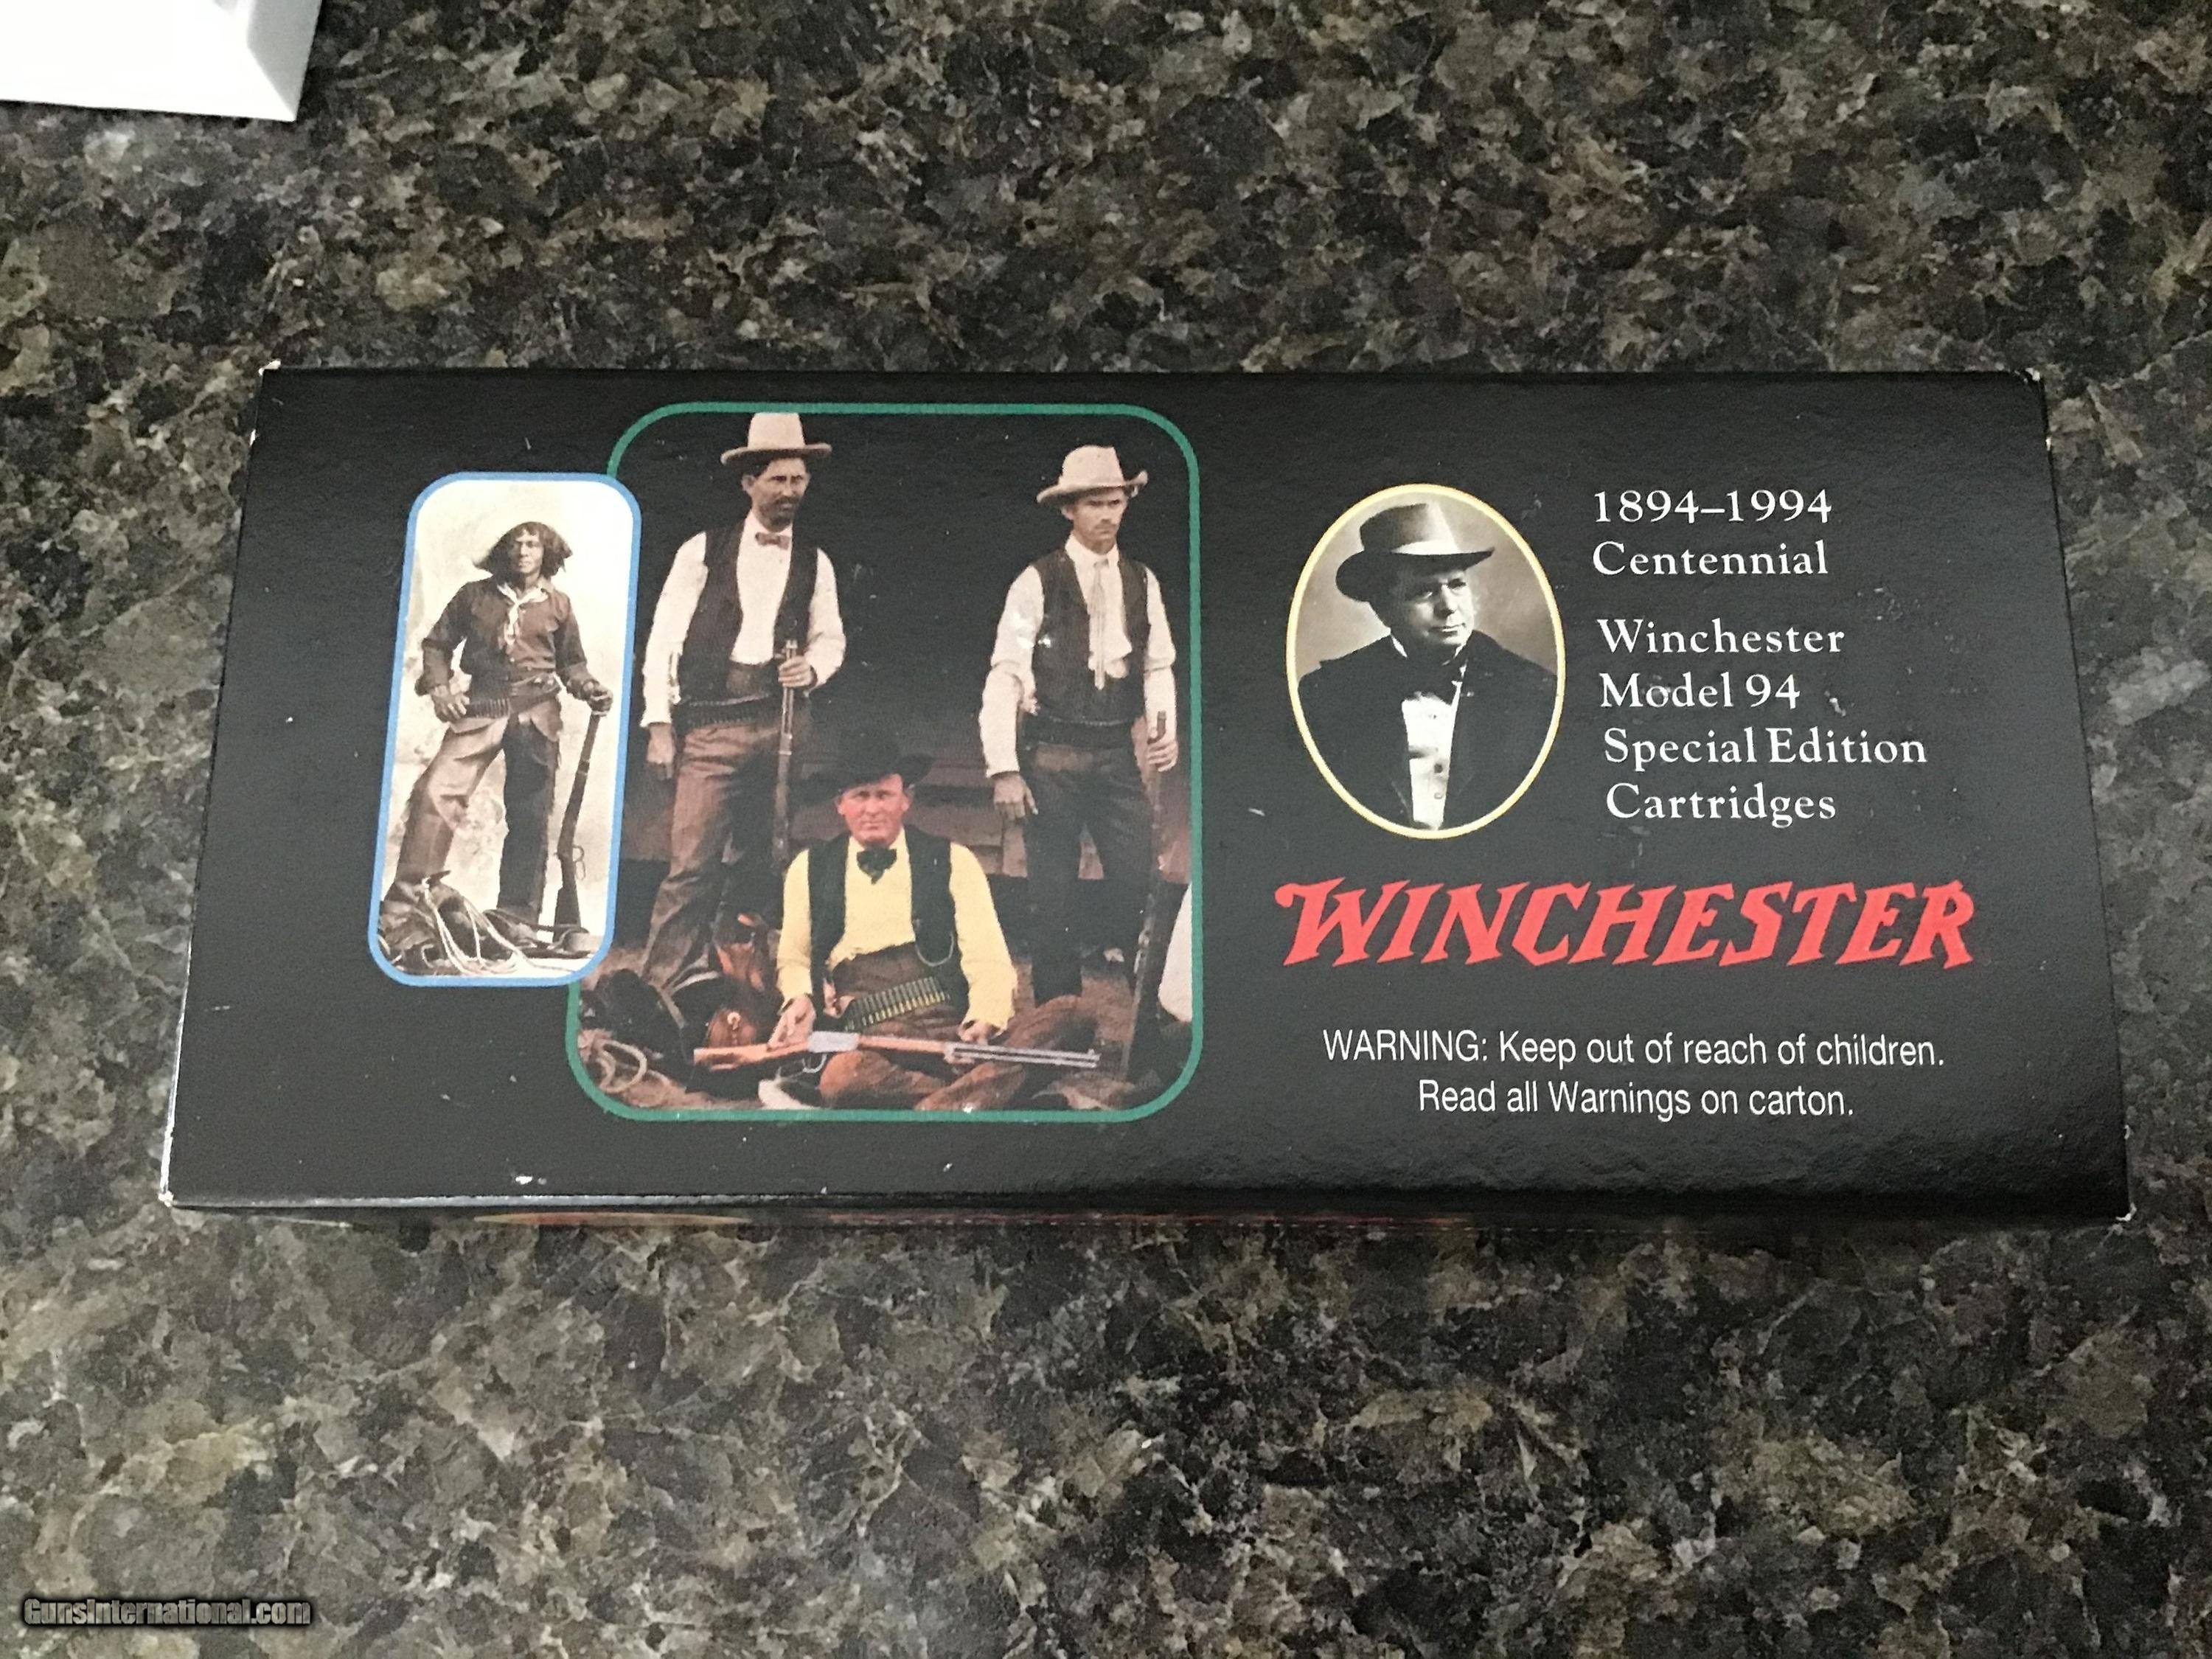 1894–1994
Centennial
Winchester
Model 94
Special Edition
Cartridges
WINCHESTER
WARNING: Keep out of reach of children.
Read all Warnings on carton.
GunsInternational.com